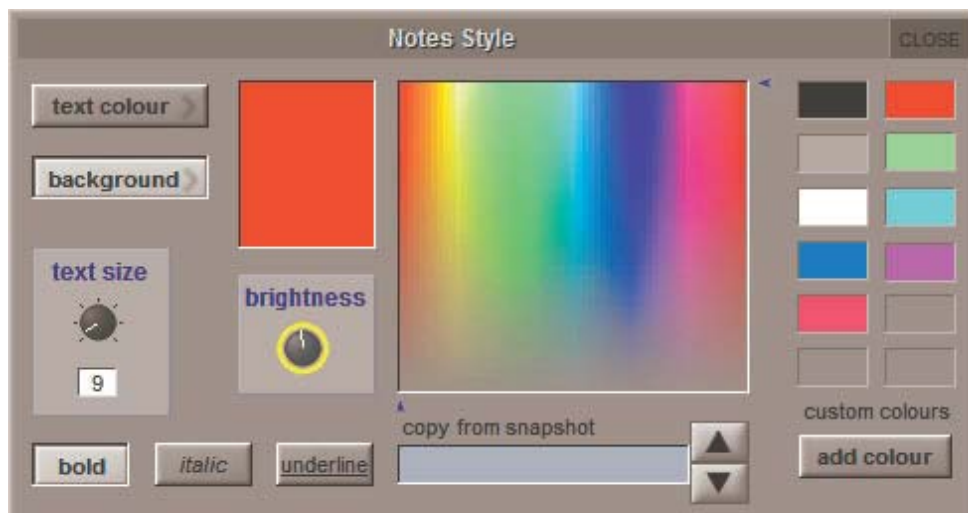 Notes Style
CLOSE
text colour
background
text size
9
brightness
bold
italic
underline
copy from snapshot
custom colours
add colour